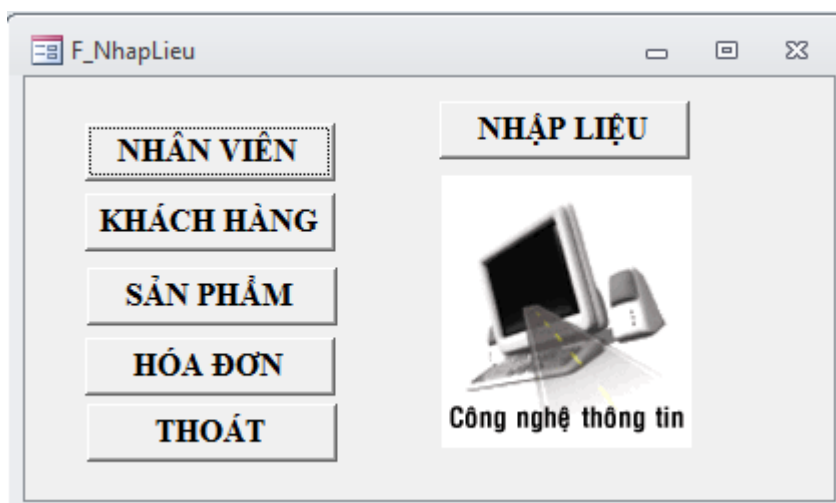 F_NhapLieu
NHÂN VIÊN
KHÁCH HÀNG
SẢN PHẨM
HÓA ĐƠN
THOÁT
NHẬP LIỆU
Công nghệ thông tin